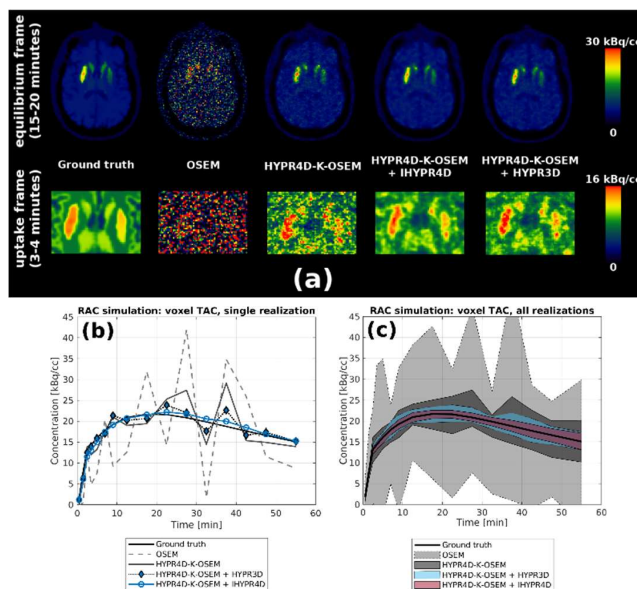 equilibrium frame
(15-20 minutes)
30 kBq/cc
0
Ground truth
OSEM
HYPR4D-K-OSEM
HYPR4D-K-OSEM
+ IHYPR4D
HYPR4D-K-OSEM
+ HYPR3D
uptake frame
(3-4 minutes)
16 kBq/cc
0
(a)
RAC simulation: voxel TAC, single realization
(b)
Concentration [kBq/cc]
45
40
35
30
25
20
15
10
5
0
0
10
20
30
40
50
60
Time [min]
Ground truth
OSEM
HYPR4D-K-OSEM
HYPR4D-K-OSEM + HYPR3D
HYPR4D-K-OSEM + IHYPR4D
RAC simulation: voxel TAC, all realizations
(c)
Concentration [kBq/cc]
45
40
35
30
25
20
15
10
5
0
0
10
20
30
40
50
60
Time [min]
Ground truth
OSEM
HYPR4D-K-OSEM
HYPR4D-K-OSEM + HYPR3D
HYPR4D-K-OSEM + IHYPR4D